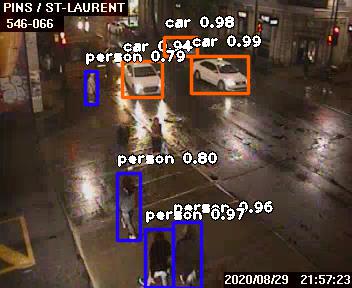 PINS / ST-LAURENT
546-066
car 0.98
car 0.94
car 0.99
person 0.79
person 0.80
person 0.96
person 0.97
2020/08/29 21:57:23